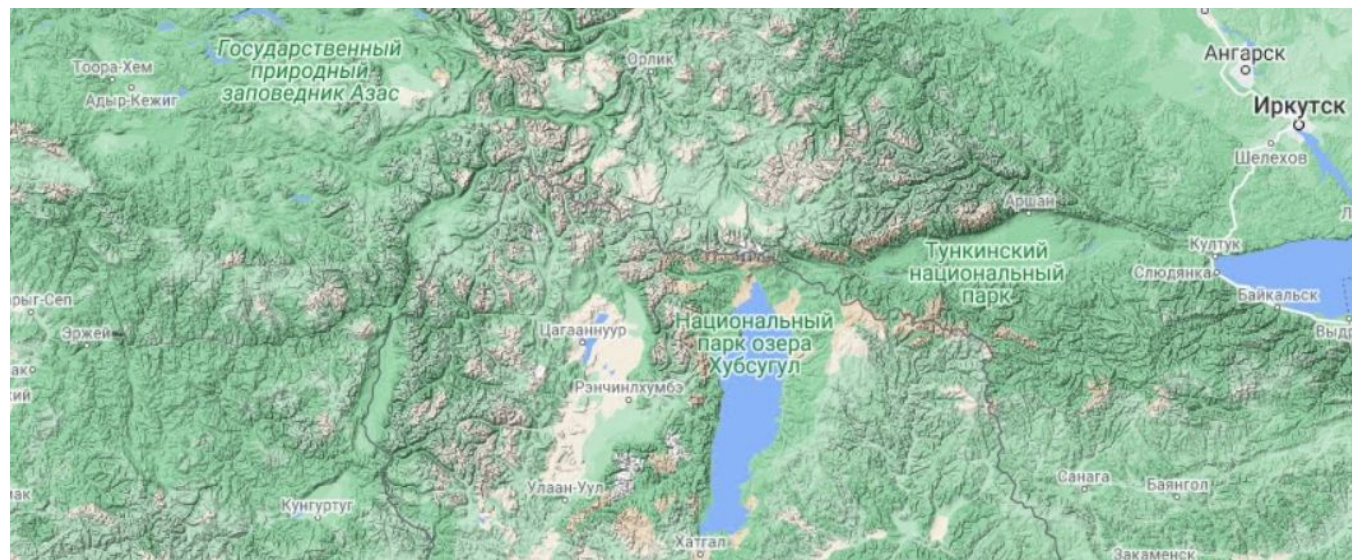 Государственный
природный
заповедник Азас
Тоора-Хем
Адыр-Кежиг
Орлик
Ангарск
Иркутск
Шелехов
Аршан
Култук
Тункинский
национальный
парк
Слюдянка
Байкальск
Эржей
Цагааннуур
Национальный
парк озера
Хубсугул
Рэнчинлхумбэ
Улаан-Уул
Кунгуртуг
Санага
Баянгол
Хатгал
Закаменск